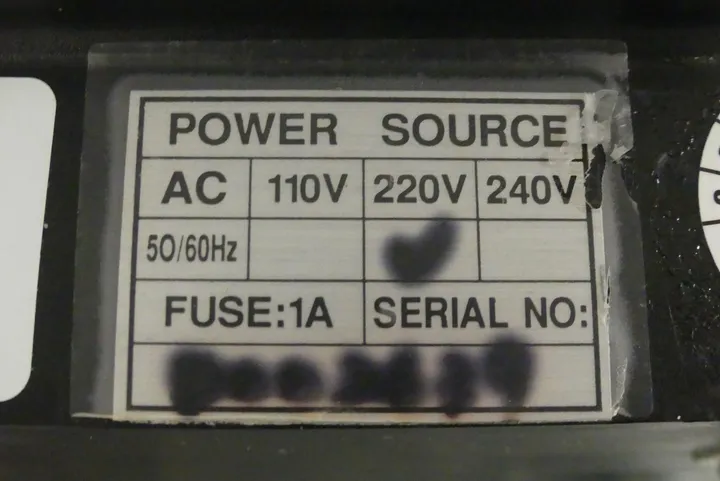 POWER SOURCE
AC 110V 220V 240V
50/60Hz
FUSE:1A SERIAL NO: